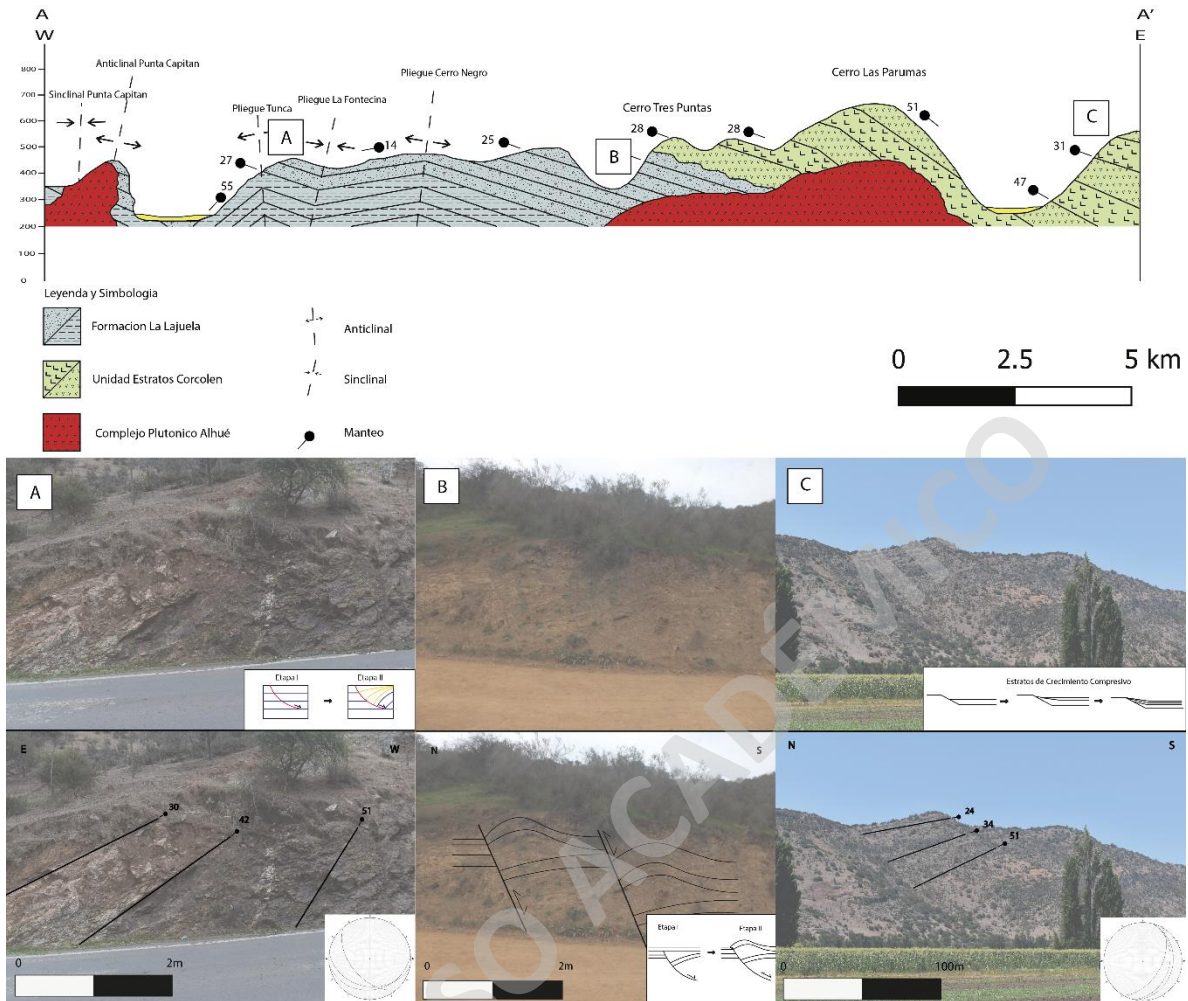 A
W
A'
E
800
700
600
500
400
300
200
100
0
Sinclinal Punta Capitan
Anticlinal Punta Capitan
Pliegue Tunca
Pliegue La Fontecina
Pliegue Cerro Negro
Cerro Tres Puntas
Cerro Las Parumas
A
B
C
55
27
14
25
28
28
51
47
31
Leyenda y Simbologia
Formacion La Lajuela
Unidad Estratos Corcolen
Complejo Plutonico Alhué
Anticlinal
Sinclinal
Manteo
0 2.5 5 km
A
Etapa I
Etapa II
B
C
Estratos de Crecimiento Compresivo
E
W
30
42
51
0
2m
N
S
Etapa I
Etapa II
0
2m
N
S
24
34
51
0
100m
SO ACADÉMICO